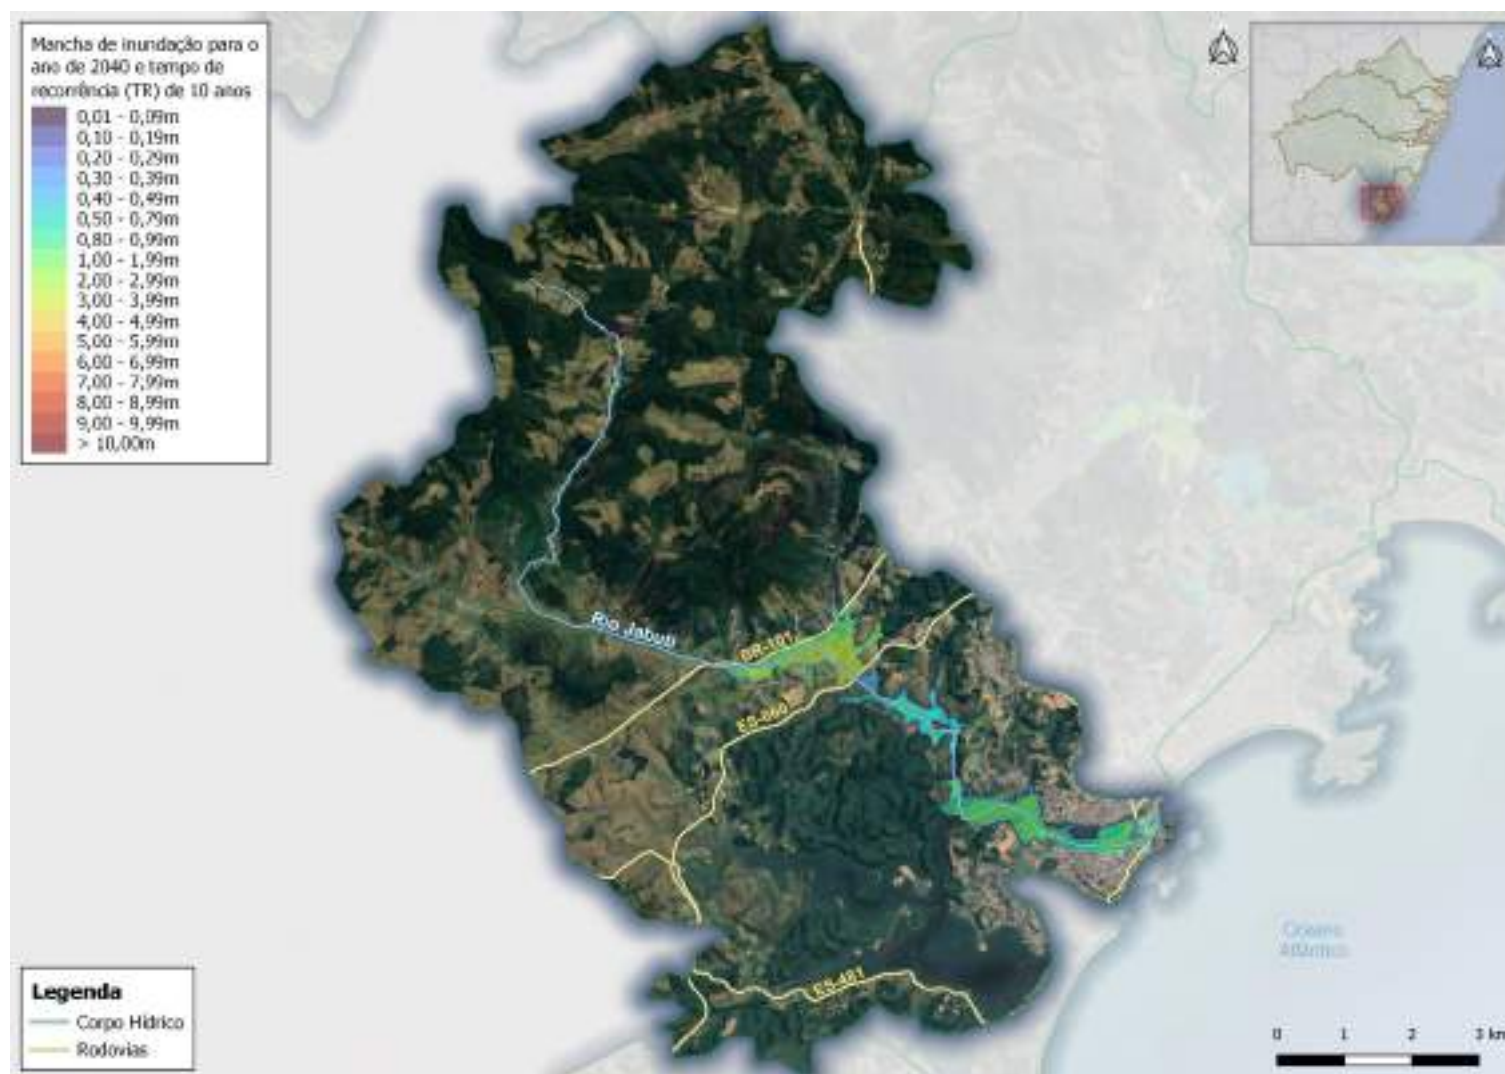 Mancha de inundação para o
ano de 2040 e tempo de
recorrência (TR) de 10 anos
0,01 - 0,09m
0,10 - 0,19m
0,20 - 0,29m
0,30 - 0,39m
0,40 - 0,49m
0,50 - 0,79m
0,80 - 0,99m
1,00 - 1,99m
2,00 - 2,99m
3,00 - 3,99m
4,00 - 4,99m
5,00 - 5,99m
6,00 - 6,99m
7,00 - 7,99m
8,00 - 8,99m
9,00 - 9,99m
> 10,00m
Rio Jabuti
BR-101
ES-060
ES-481
Oceano
Atlântico
Legenda
Corpo Hídrico
Rodovias
0 1 2 3 km